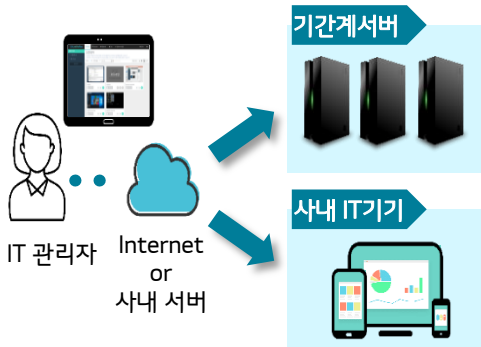 기간계서버
사내 IT기기
IT 관리자
Internet
or
사내 서버